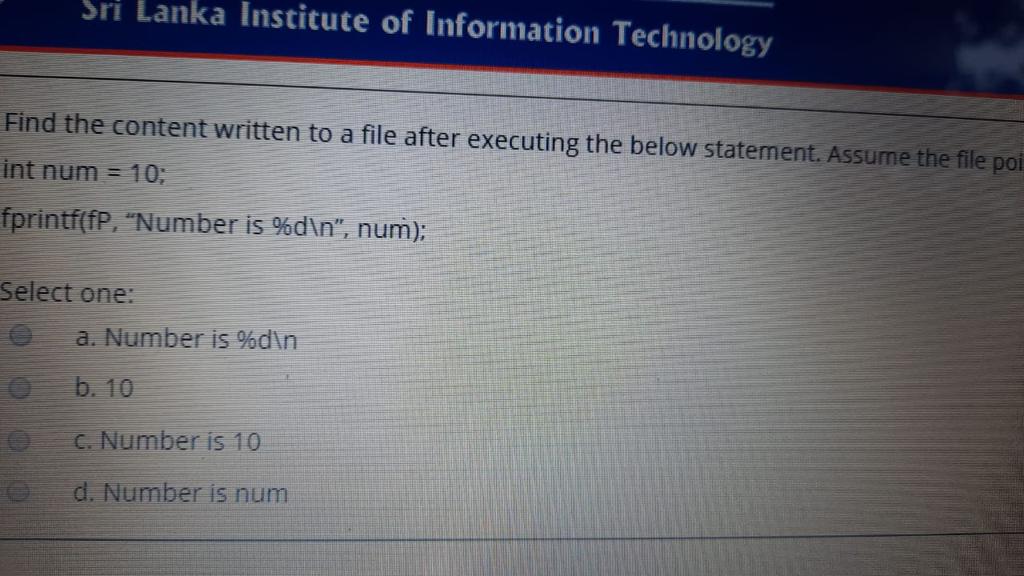 Sri Lanka Institute of Information Technology
Find the content written to a file after executing the below statement. Assume the file poi
int num = 10;
fprintf(fP, “Number is %d\n”, num);
Select one:
a. Number is %d\n
b. 10
c. Number is 10
d. Number is num